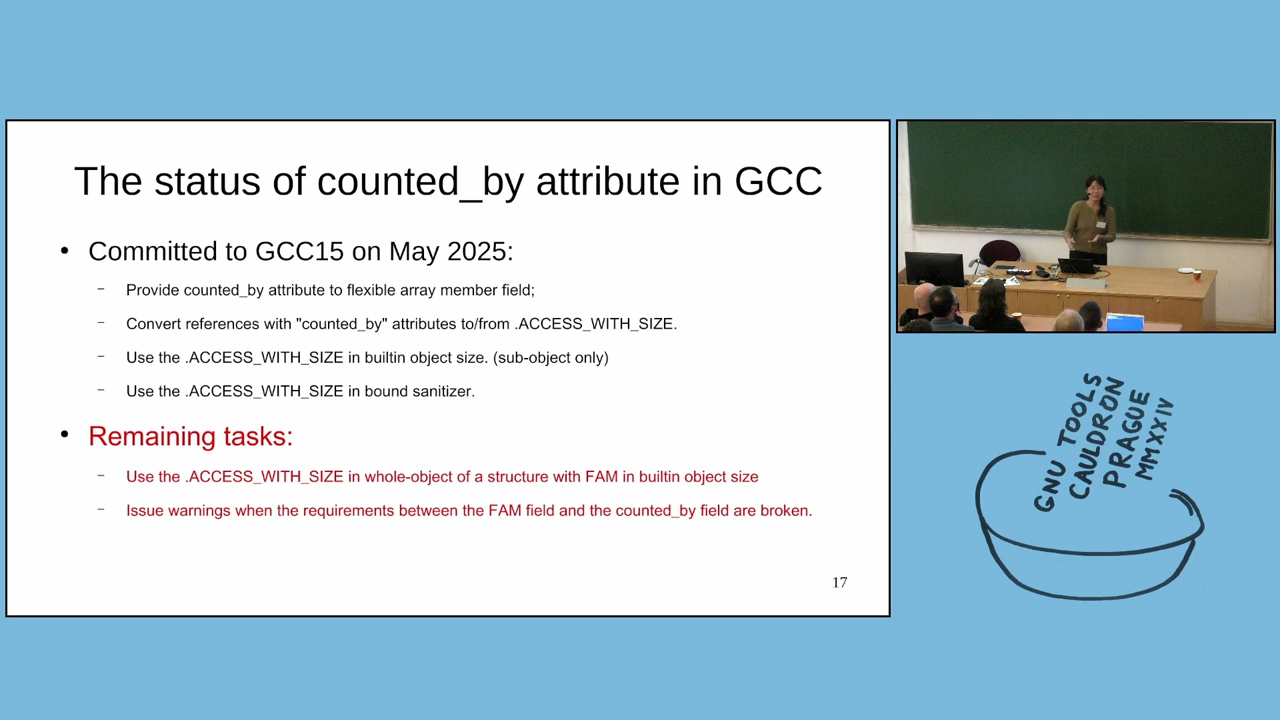 The status of counted_by attribute in GCC
• Committed to GCC15 on May 2025:
– Provide counted_by attribute to flexible array member field;
– Convert references with "counted_by" attributes to/from .ACCESS_WITH_SIZE.
– Use the .ACCESS_WITH_SIZE in builtin object size. (sub-object only)
– Use the .ACCESS_WITH_SIZE in bound sanitizer.
• Remaining tasks:
– Use the .ACCESS_WITH_SIZE in whole-object of a structure with FAM in builtin object size
– Issue warnings when the requirements between the FAM field and the counted_by field are broken.
17
GNU TOOLS
CAULDRON
PRAGUE
MMXXIV